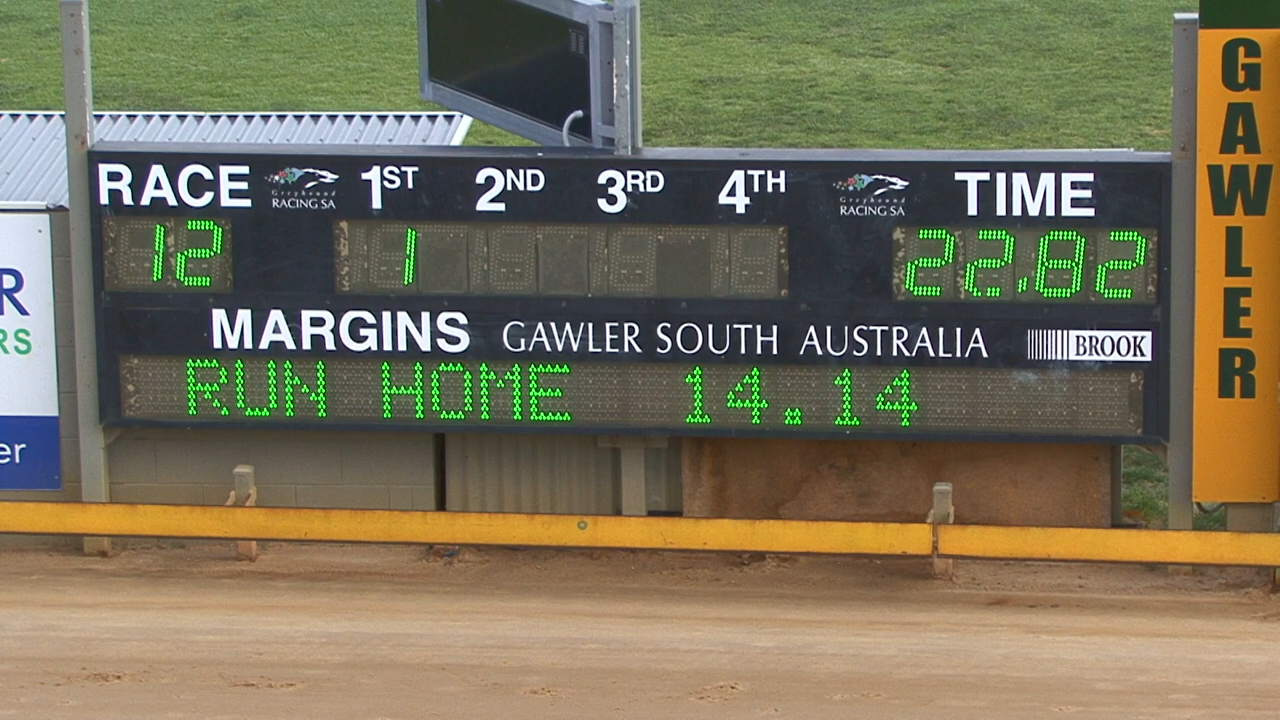 RACE Greyhound RACING SA 1ST 2ND 3RD 4TH Greyhound RACING SA TIME
12 1 22.82
MARGINS GAWLER SOUTH AUSTRALIA BROOK
RUN HOME 14.14
GAWLER
R
RS
er